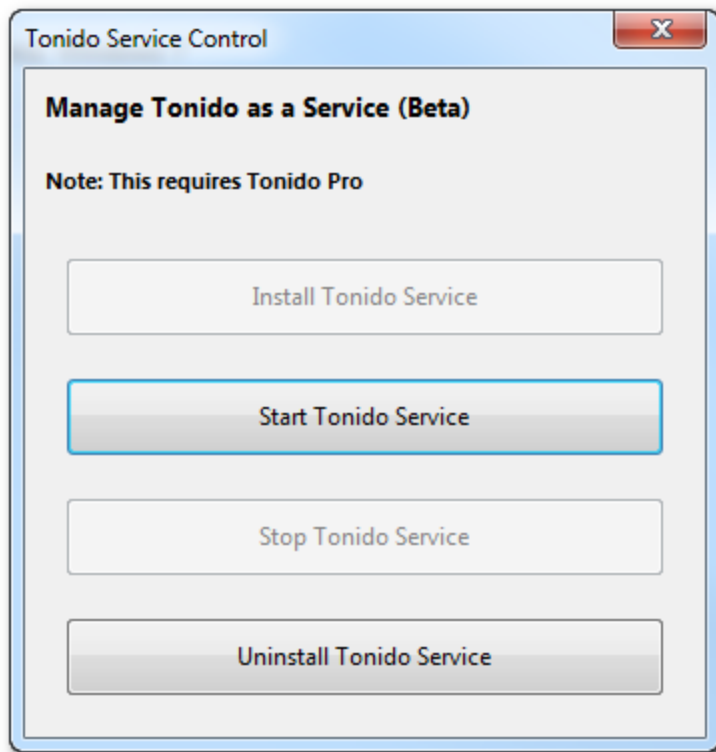 Tonido Service Control
Manage Tonido as a Service (Beta)
Note: This requires Tonido Pro
Install Tonido Service
Start Tonido Service
Stop Tonido Service
Uninstall Tonido Service